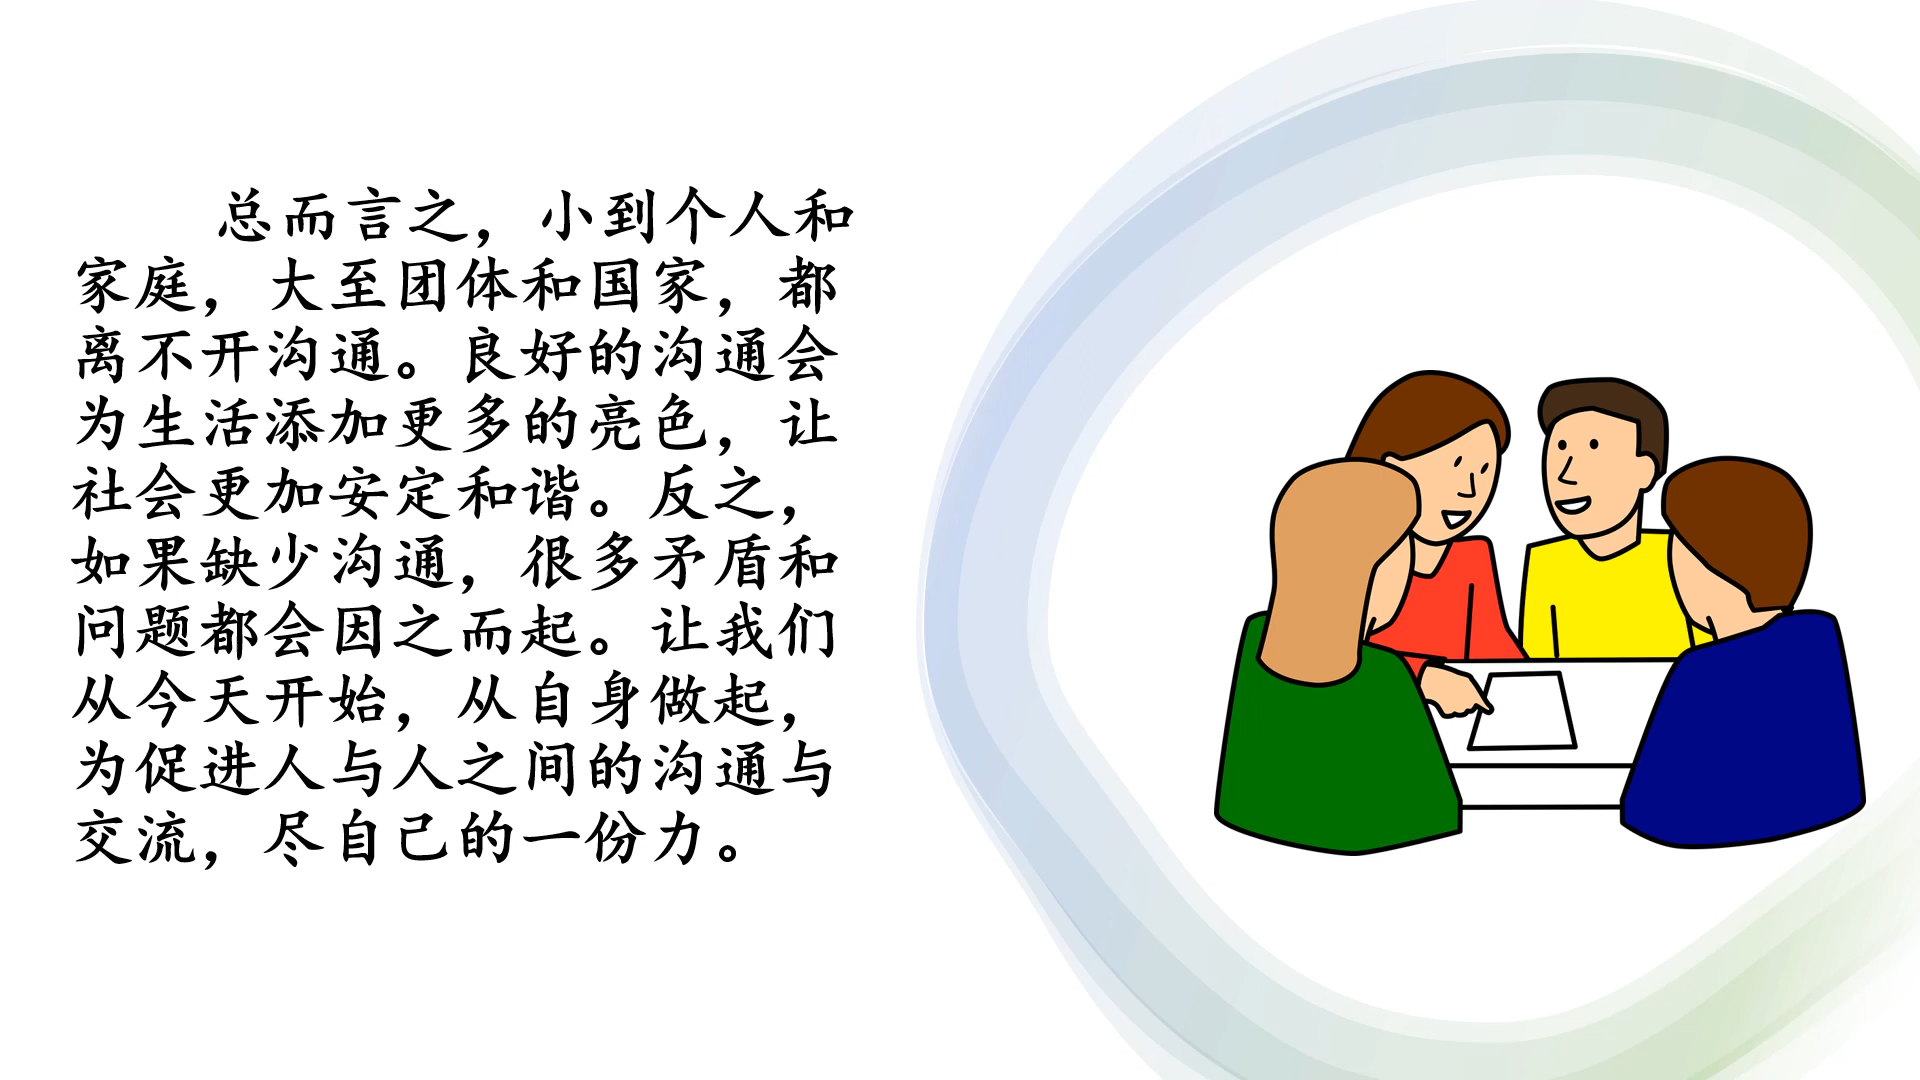 总而言之，小到个人和
家庭，大至团体和国家，都
离不开沟通。良好的沟通会
为生活添加更多的亮色，让
社会更加安定和谐。反之，
如果缺少沟通，很多矛盾和
问题都会因之而起。让我们
从今天开始，从自身做起，
为促进人与人之间的沟通与
交流，尽自己的一份力。